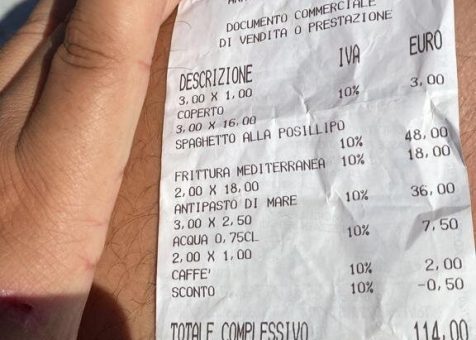 DOCUMENTO COMMERCIALE
DI VENDITA O PRESTAZIONE
DESCRIZIONE IVA EURO
3,00 X 1,00
COPERTO 10% 3,00
3,00 X 16,00
SPAGHETTO ALLA POSILLIPO
10% 48,00
FRITTURA MEDITERRANEA 10% 18,00
2,00 X 18,00
ANTIPASTO DI MARE 10% 36,00
3,00 X 2,50
ACQUA 0,75CL 10% 7,50
2,00 X 1,00
CAFFE' 10% 2,00
SCONTO 10% -0,50
TOTALE COMPLESSIVO 114,00